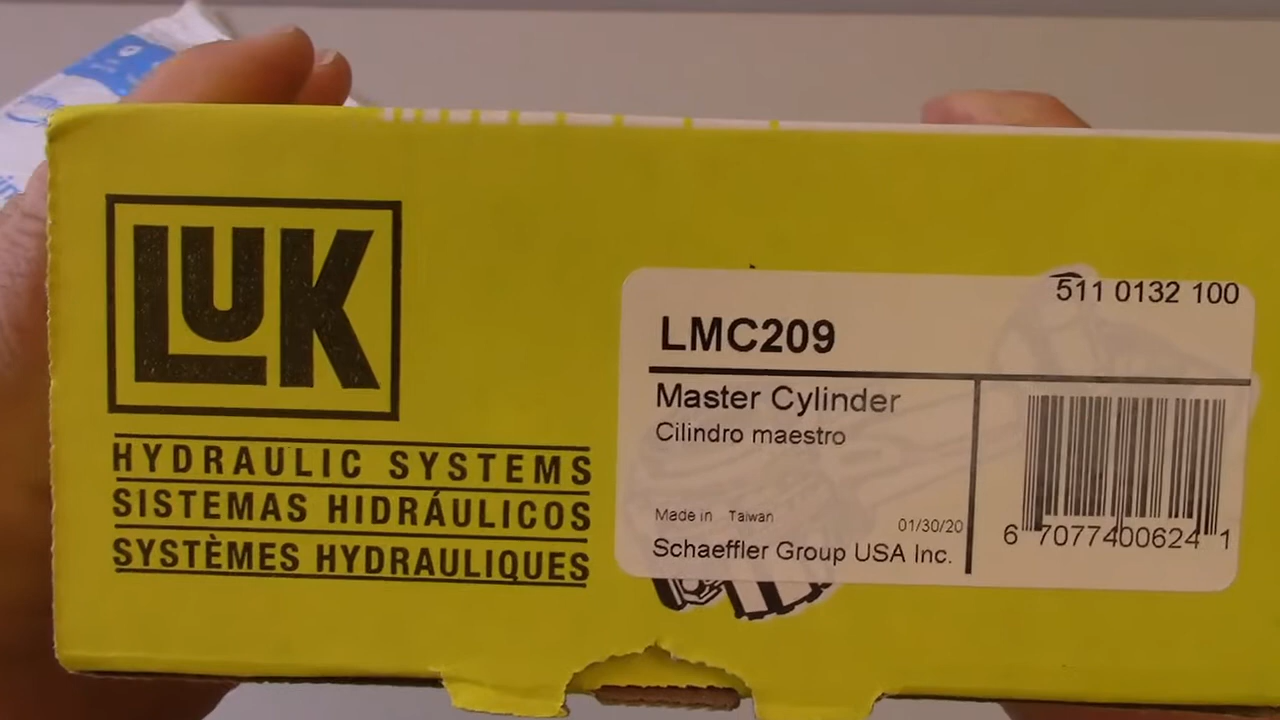 LUK
HYDRAULIC SYSTEMS
SISTEMAS HIDRÁULICOS
SYSTÈMES HYDRAULIQUES
511 0132 100
LMC209
Master Cylinder
Cilindro maestro
Made in Taiwan
01/30/20
Schaeffler Group USA Inc.
6 7077400624 1